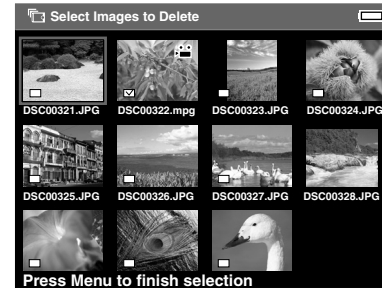 Select Images to Delete
DSC00321.JPG DSC00322.mpg DSC00323.JPG DSC00324.JPG
DSC00325.JPG DSC00326.JPG DSC00327.JPG DSC00328.JPG
Press Menu to finish selection